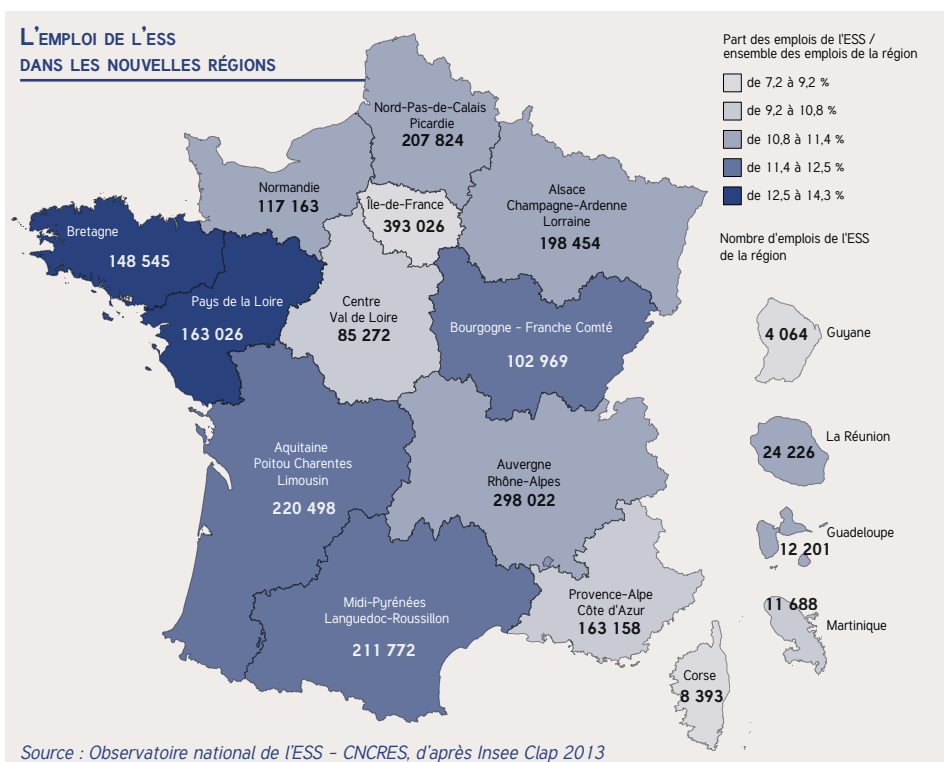 L'EMPLOI DE L'ESS
DANS LES NOUVELLES RÉGIONS
Part des emplois de l'ESS /
ensemble des emplois de la région
de 7,2 à 9,2 %
de 9,2 à 10,8 %
de 10,8 à 11,4 %
de 11,4 à 12,5 %
de 12,5 à 14,3 %
Nombre d'emplois de l'ESS
de la région
Nord-Pas-de-Calais
Picardie
207 824
Normandie
117 163
Île-de-France
393 026
Alsace
Champagne-Ardenne
Lorraine
198 454
Bretagne
148 545
Pays de la Loire
163 026
Centre
Val de Loire
85 272
Bourgogne - Franche Comté
102 969
Aquitaine
Poitou Charentes
Limousin
220 498
Auvergne
Rhône-Alpes
298 022
Midi-Pyrénées
Languedoc-Roussillon
211 772
Provence-Alpe
Côte d'Azur
163 158
Corse
8 393
4 064
Guyane
La Réunion
24 226
Guadeloupe
12 201
11 688
Martinique
Source : Observatoire national de l'ESS - CNCRES, d'après Insee Clap 2013